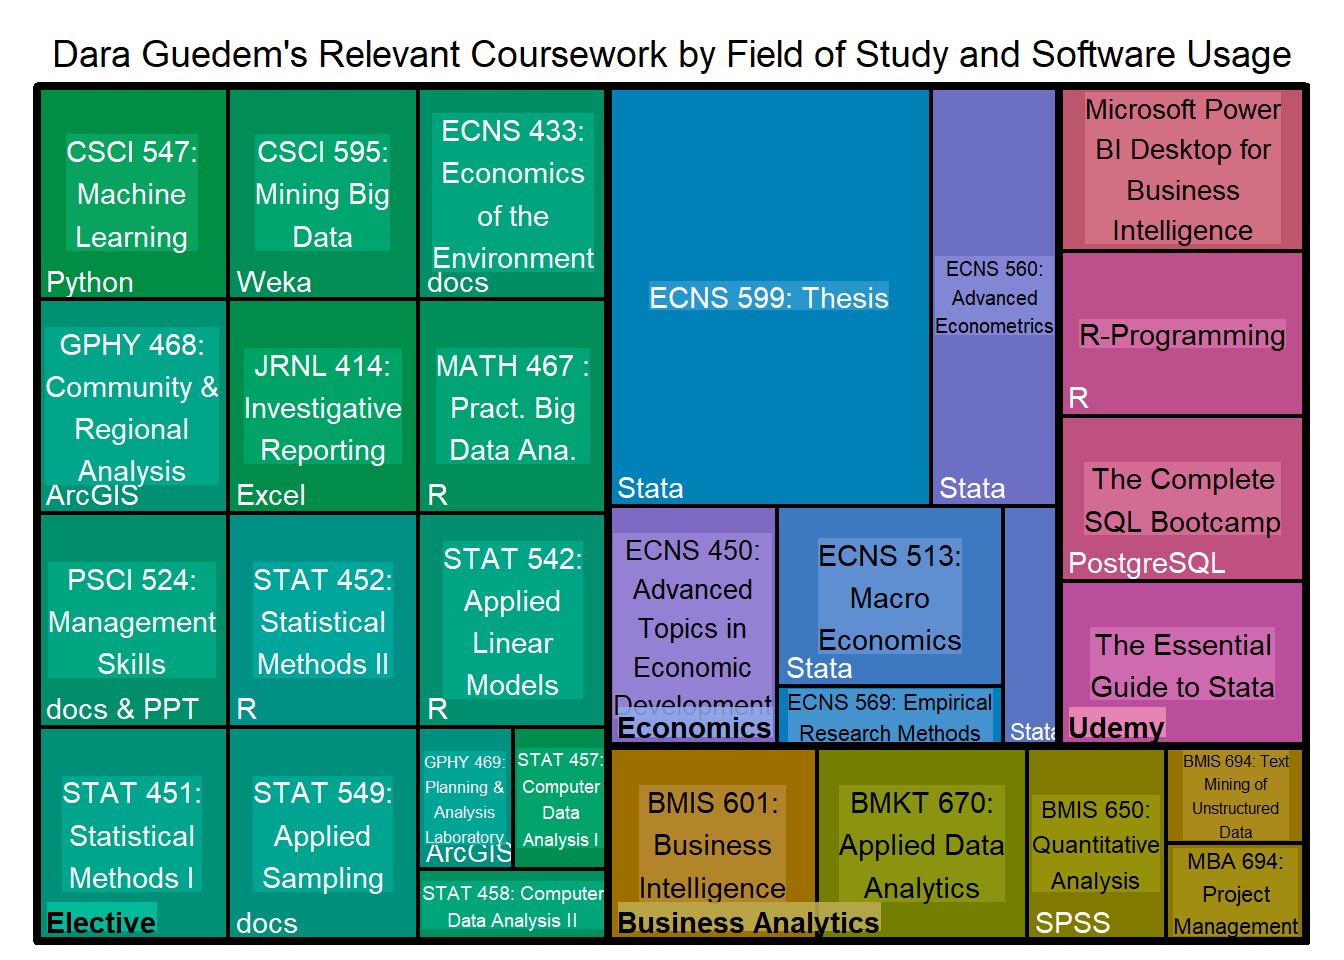 Dara Guedem's Relevant Coursework by Field of Study and Software Usage
CSCI 547:
Machine
Learning
Python
CSCI 595:
Mining Big
Data
Weka
ECNS 433:
Economics
of the
Environment
docs
GPHY 468:
Community &
Regional
Analysis
ArcGIS
JRNL 414:
Investigative
Reporting
Excel
MATH 467 :
Pract. Big
Data Ana.
R
PSCI 524:
Management
Skills
docs & PPT
STAT 452:
Statistical
Methods II
R
STAT 542:
Applied
Linear
Models
R
STAT 451:
Statistical
Methods I
Elective
STAT 549:
Applied
Sampling
docs
GPHY 469:
Planning &
Analysis
Laboratory
ArcGIS
STAT 457:
Computer
Data
Analysis I
STAT 458: Computer
Data Analysis II
ECNS 599: Thesis
Stata
ECNS 560:
Advanced
Econometrics
Stata
ECNS 450:
Advanced
Topics in
Economic
Development
Economics
ECNS 513:
Macro
Economics
Stata
ECNS 569: Empirical
Research Methods
Stata
Microsoft Power
BI Desktop for
Business
Intelligence
R-Programming
R
The Complete
SQL Bootcamp
PostgreSQL
The Essential
Guide to Stata
Udemy
BMIS 601:
Business
Intelligence
Business Analytics
BMKT 670:
Applied Data
Analytics
BMIS 650:
Quantitative
Analysis
SPSS
BMIS 694: Text
Mining of
Unstructured
Data
MBA 694:
Project
Management